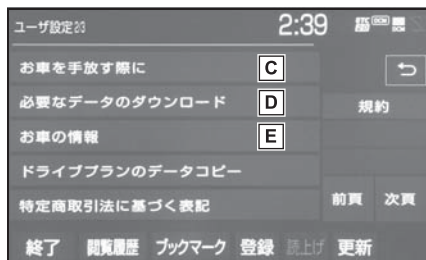 ユーザ設定2/3 2:39
お車を手放す際に C
必要なデータのダウンロード D
規約
お車の情報 E
ドライブプランのデータコピー
特定商取引法に基づく表記
前頁 次頁
終了 閲覧履歴 ブックマーク 登録 読上げ 更新